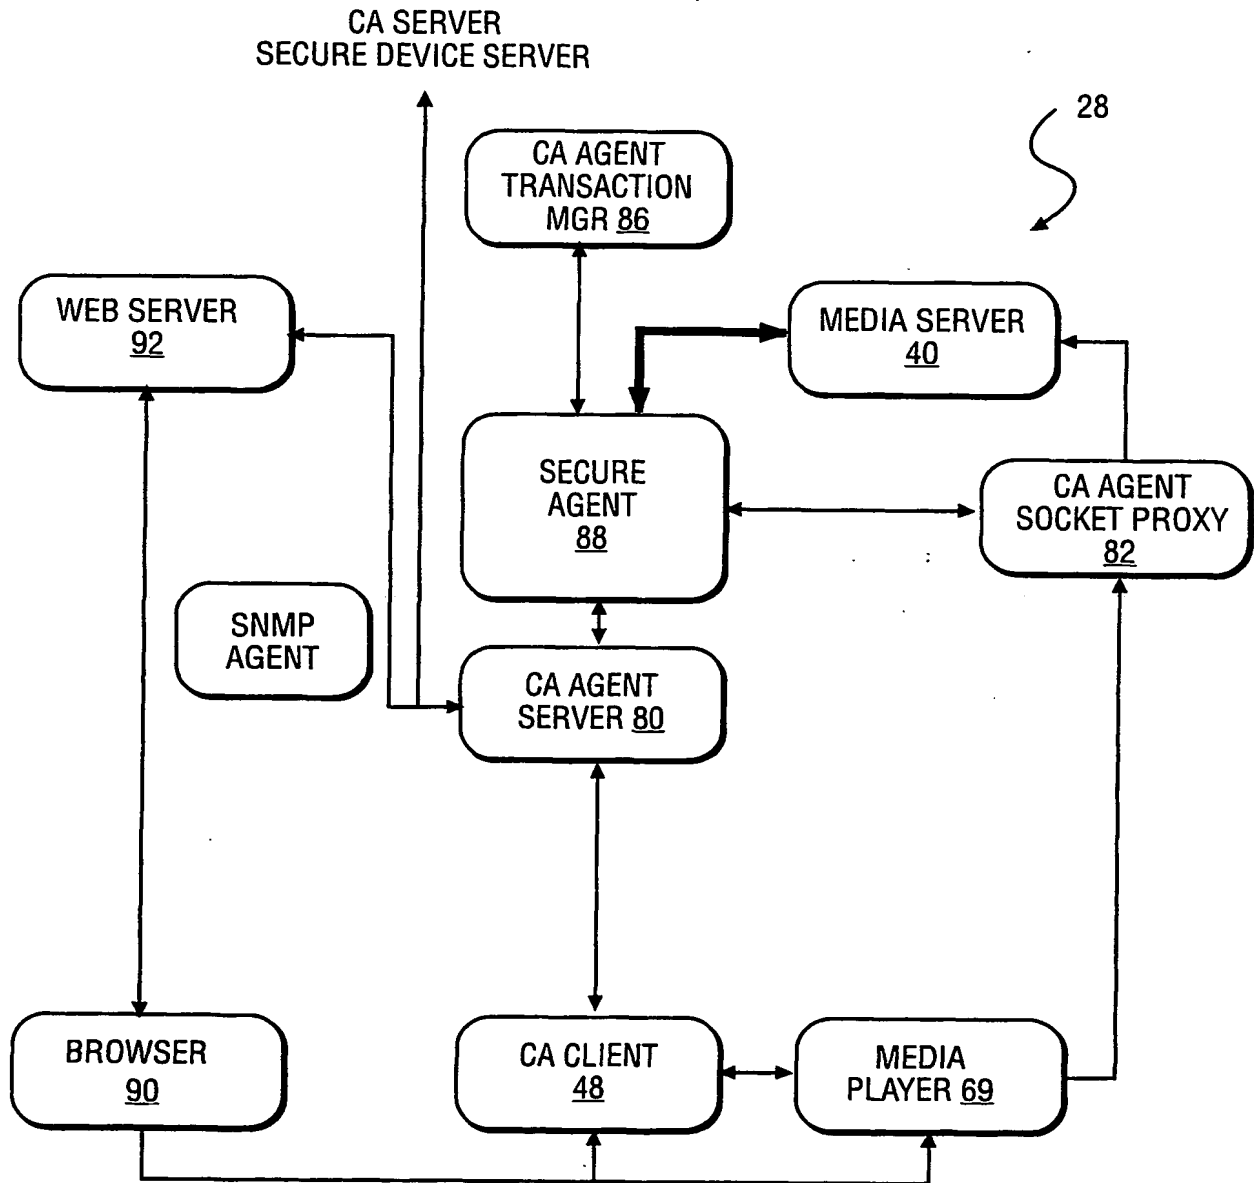 CA SERVER
SECURE DEVICE SERVER
28
CA AGENT
TRANSACTION
MGR 86
WEB SERVER
92
MEDIA SERVER
40
SECURE
AGENT
88
CA AGENT
SOCKET PROXY
82
SNMP
AGENT
CA AGENT
SERVER 80
BROWSER
90
CA CLIENT
48
MEDIA
PLAYER 69